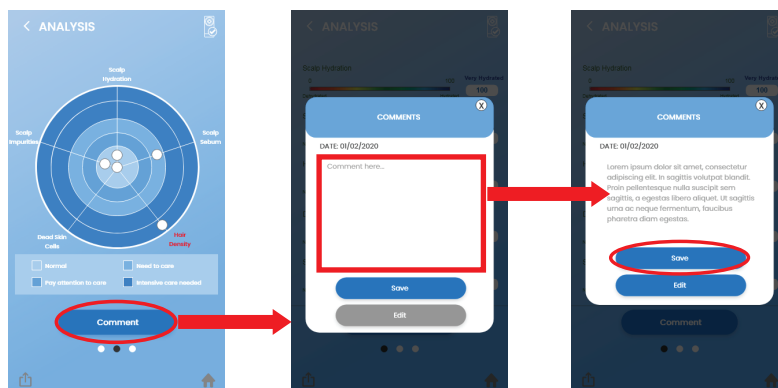 < ANALYSIS
Scalp
Hydration
Scalp
Impurities
Scalp
Sebum
Dead Skin
Cells
Hair
Density
Normal
Need to care
Pay attention to care
Intensive care needed
Comment
< ANALYSIS
Scalp Hydration
0
100
Very Hydrated
100
COMMENTS
X
DATE: 01/02/2020
Comment here...
Save
Edit
< ANALYSIS
Scalp Hydration
0
100
Very Hydrated
100
COMMENTS
X
DATE: 01/02/2020
Lorem ipsum dolor sit amet, consectetur
adipiscing elit. In sagittis volutpat blandit.
Proin pellentesque nulla suscipit sem
sagittis, a egestas libero aliquet. Ut sagittis
urna ac neque fermentum, faucibus
pharetra diam egestas.
Save
Edit
Comment